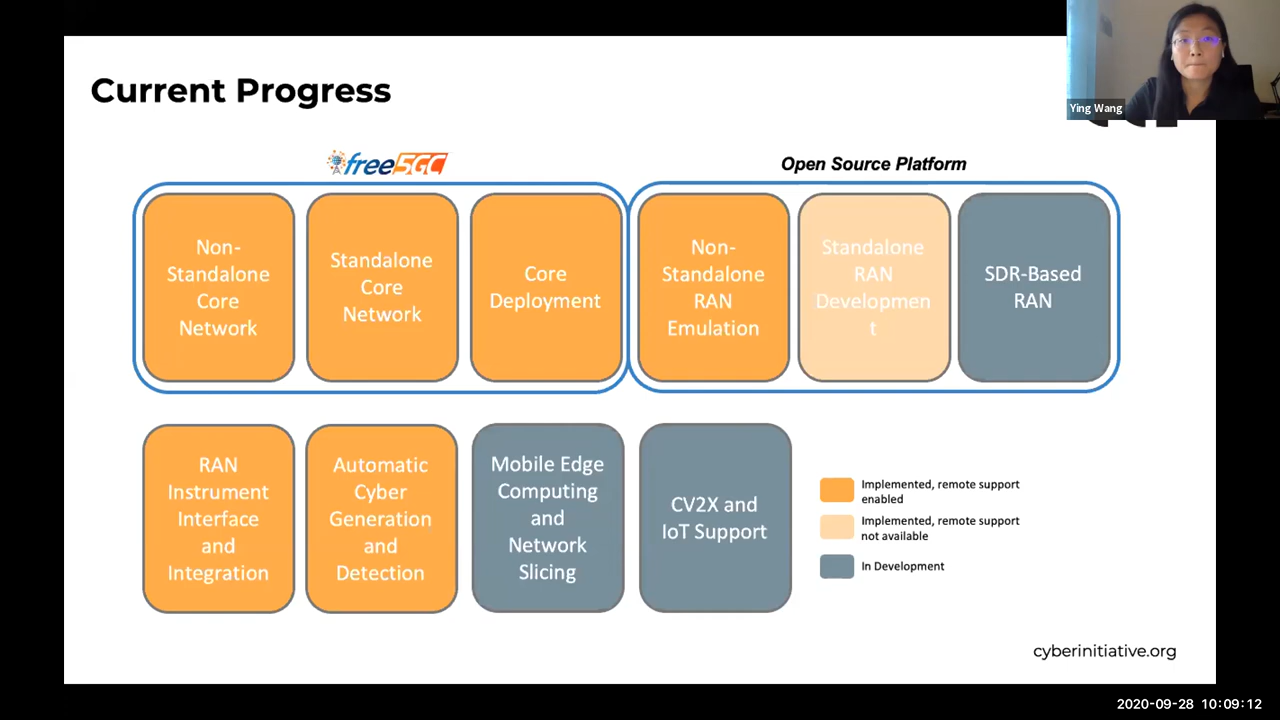 Current Progress
Ying Wang
free5GC
Open Source Platform
Non-
Standalone
Core
Network
Standalone
Core
Network
Core
Deployment
Non-
Standalone
RAN
Emulation
Standalone
RAN
Developmen
t
SDR-Based
RAN
RAN
Instrument
Interface
and
Integration
Automatic
Cyber
Generation
and
Detection
Mobile Edge
Computing
and
Network
Slicing
CV2X and
IoT Support
Implemented, remote support
enabled
Implemented, remote support
not available
In Development
cyberinitiative.org
2020-09-28 10:09:12